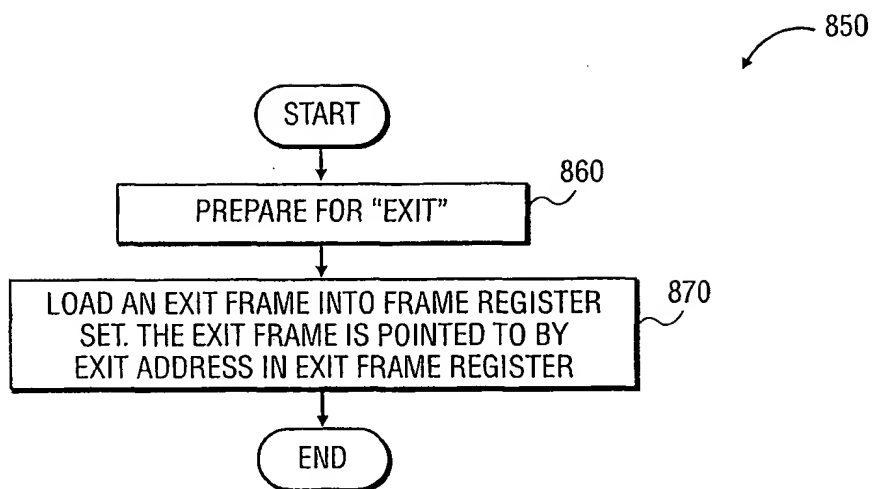 850
START
860
PREPARE FOR “EXIT”
870
LOAD AN EXIT FRAME INTO FRAME REGISTER
SET. THE EXIT FRAME IS POINTED TO BY
EXIT ADDRESS IN EXIT FRAME REGISTER
END